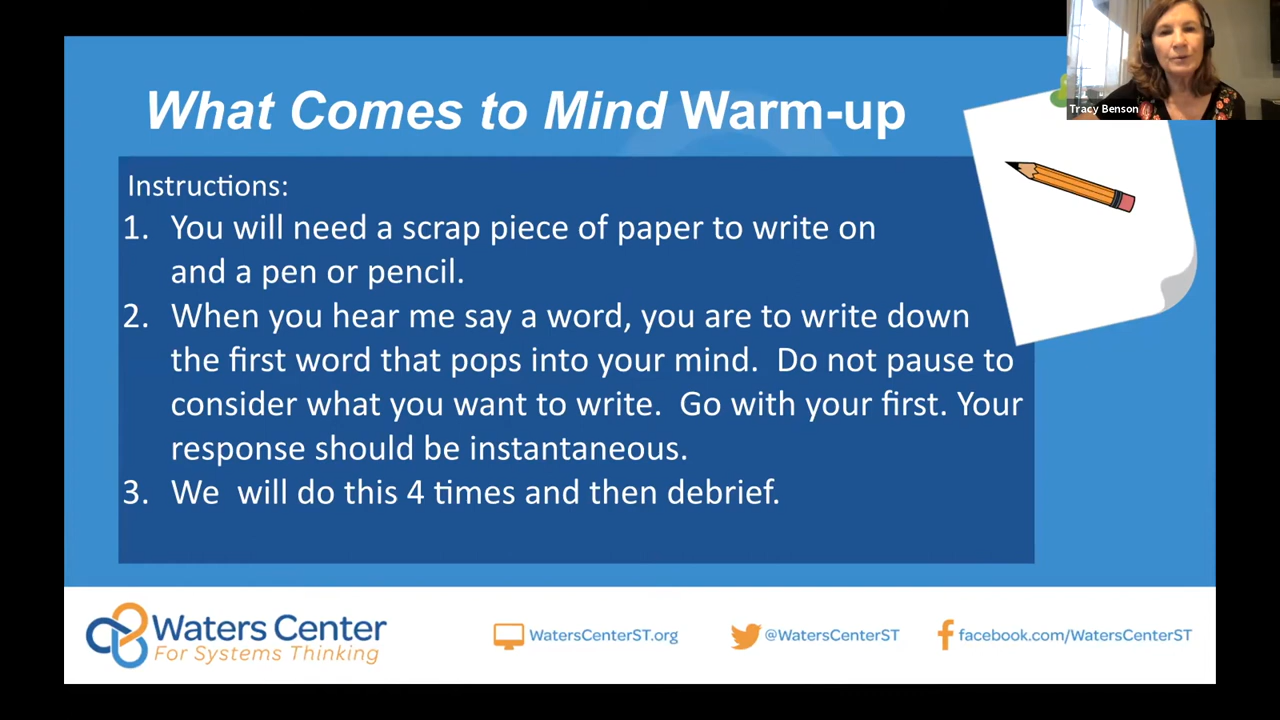 What Comes to Mind Warm-up
Tracy Benson
Instructions:
1. You will need a scrap piece of paper to write on
and a pen or pencil.
2. When you hear me say a word, you are to write down
the first word that pops into your mind.  Do not pause to
consider what you want to write.  Go with your first. Your
response should be instantaneous.
3. We  will do this 4 times and then debrief.
Waters Center
For Systems Thinking
WatersCenterST.org
@WatersCenterST
facebook.com/WatersCenterST